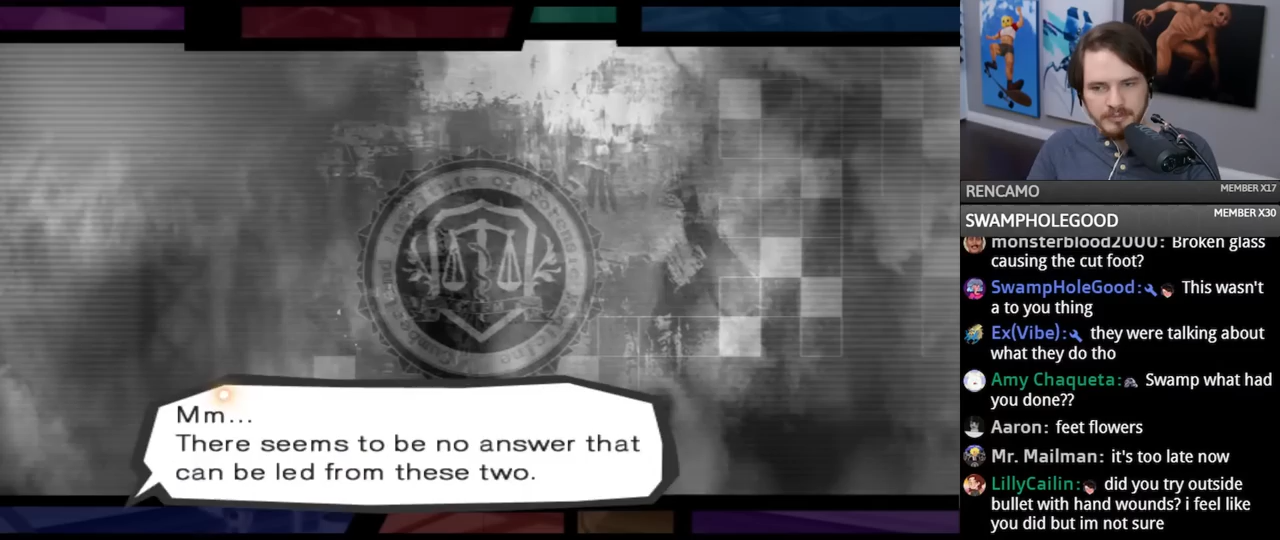 Mm...
There seems to be no answer that
can be led from these two.
RENCAMO
MEMBER X17
SWAMPHOLEGOOD
MEMBER X30
monsterblood2000: Broken glass
causing the cut foot?
SwampHoleGood: This wasn't
a to you thing
Ex(Vibe): they were talking about
what they do tho
Amy Chaqueta: Swamp what had
you done??
Aaron: feet flowers
Mr. Mailman: it's too late now
LillyCailin: did you try outside
bullet with hand wounds? i feel like
you did but im not sure